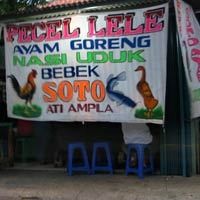 PECEL LELE
AYAM GORENG
NASI UDUK
BEBEK
SOTO
ATI AMPLA